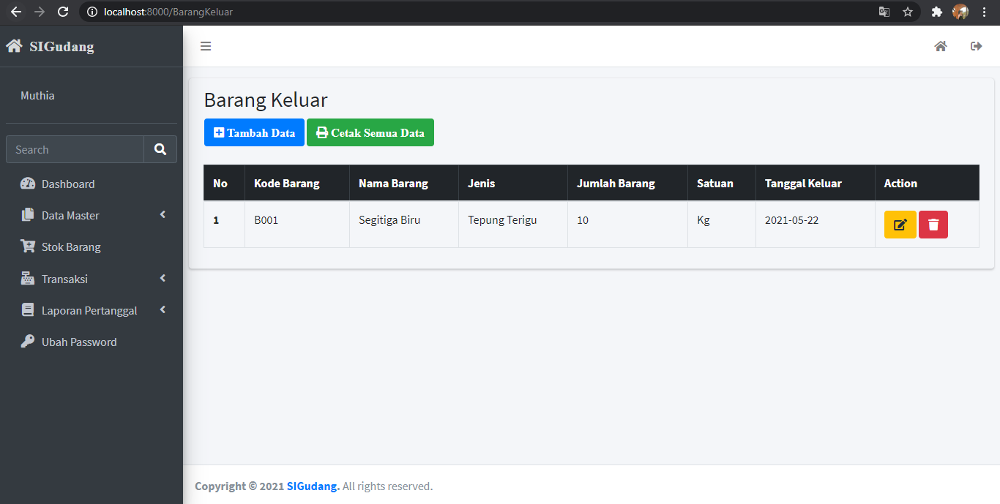 localhost:8000/BarangKeluar
SIGudang
Muthia
Search
Dashboard
Data Master
Stok Barang
Transaksi
Laporan Pertanggal
Ubah Password
Barang Keluar
Tambah Data Cetak Semua Data
No Kode Barang Nama Barang Jenis Jumlah Barang Satuan Tanggal Keluar Action
1 B001 Segitiga Biru Tepung Terigu 10 Kg 2021-05-22
Copyright © 2021 SIGudang. All rights reserved.